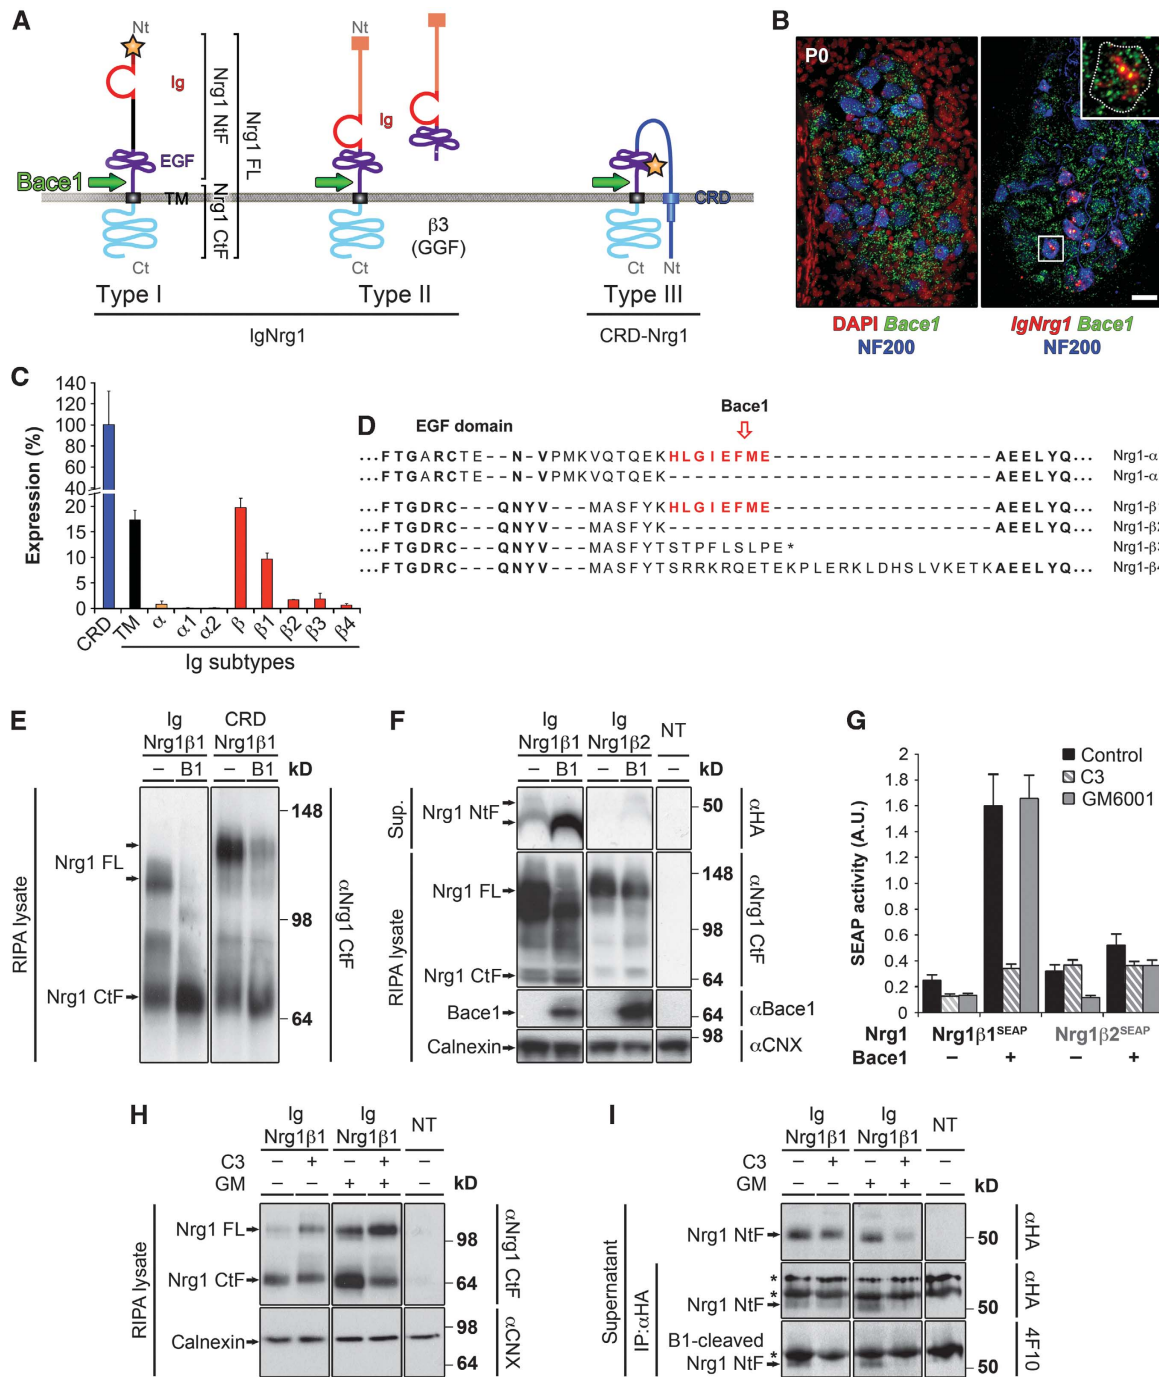 A
Nt
Ig
EGF
Bace1
TM
Ct
Nrg1 NtF
Nrg1 CtF
Nrg1 FL
Type I
Nt
Ig
Ct
β3
(GGF)
Type II
IgNrg1
CRD
Ct Nt
Type III
CRD-Nrg1
B
P0
DAPI Bace1
NF200
IgNrg1 Bace1
NF200
C
Expression (%)
140
120
100
80
60
40
20
15
10
5
0
CRD TM α α1 α2 β β1 β2 β3 β4
Ig subtypes
D
EGF domain
Bace1
...FTGARCTE---N-VPMKVQTQEKHLGIEFME----------------------AEELYQ... Nrg1-α
...FTGARCTE---N-VPMKVQTQEK------------------------------AEELYQ... Nrg1-α
...FTGDRC---QNYV---MASFYKHLGIEFME----------------------AEELYQ... Nrg1-β1
...FTGDRC---QNYV---MASFYK------------------------------AEELYQ... Nrg1-β2
...FTGDRC---QNYV---MASFYTSTPFLSLPE* Nrg1-β3
...FTGDRC---QNYV---MASFYTSRRKRQETEKPLERKLDHSLVKETKAEELYQ... Nrg1-β4
E
Ig
Nrg1β1
CRD
Nrg1β1
– B1 – B1 kD
RIPA lysate
Nrg1 FL
Nrg1 CtF
148
98
64
αNrg1 CtF
F
Ig
Nrg1β1
Ig
Nrg1β2
NT
– B1 – B1 kD
Sup.
Nrg1 NtF
50
αHA
RIPA lysate
Nrg1 FL
Nrg1 CtF
148
98
64
αNrg1 CtF
Bace1
64
αBace1
Calnexin
98
αCNX
G
SEAP activity (A.U.)
2
1.8
1.6
1.4
1.2
1
0.8
0.6
0.4
0.2
0
Control
C3
GM6001
Nrg1 Nrg1β1SEAP Nrg1β2SEAP
Bace1 – + – +
H
Ig
Nrg1β1
Ig
Nrg1β1
NT
C3 – + – + –
GM – – + + – kD
RIPA lysate
Nrg1 FL
Nrg1 CtF
98
64
αNrg1 CtF
Calnexin
98
64
αCNX
I
Ig
Nrg1β1
Ig
Nrg1β1
NT
C3 – + – + –
GM – – + + – kD
Supernatant
Nrg1 NtF
50
αHA
IP:αHA
*
*
Nrg1 NtF
50
αHA
B1-cleaved
*
Nrg1 NtF
50
4F10